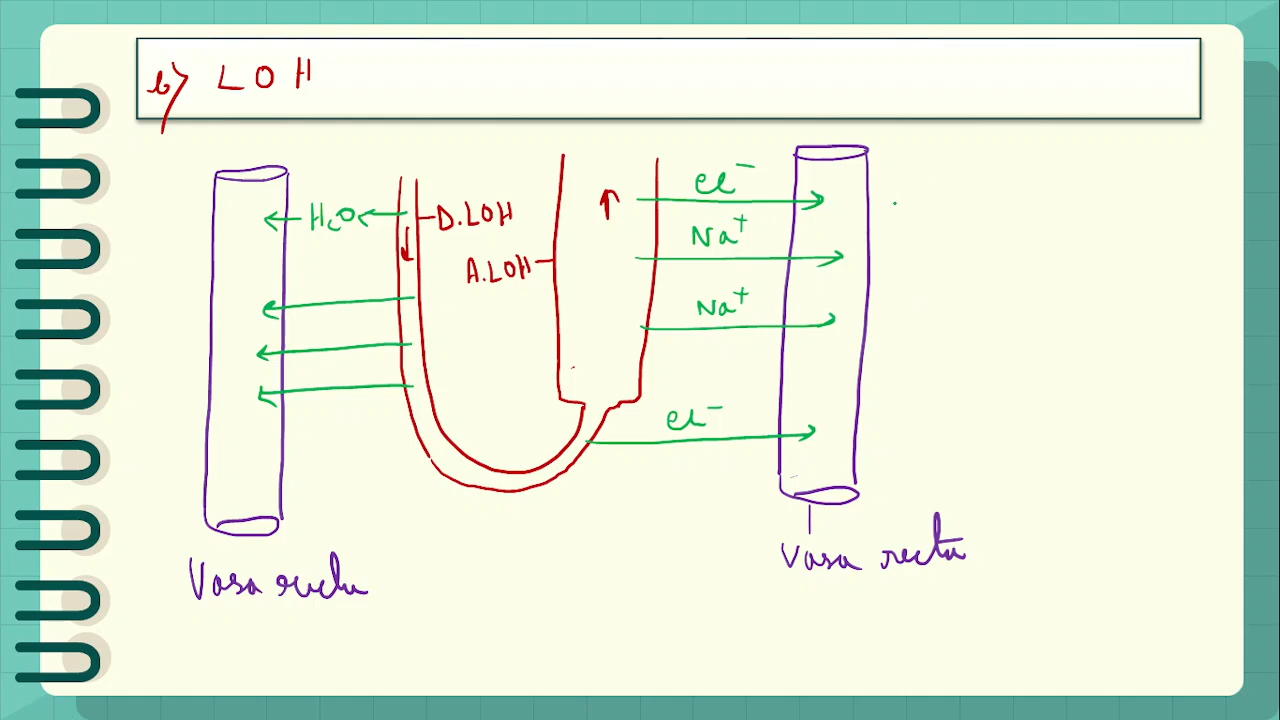 b) LOH
Cl⁻
H₂O
D.LOH
Na⁺
A.LOH
Na⁺
Cl⁻
Vasa recta
Vasa recta